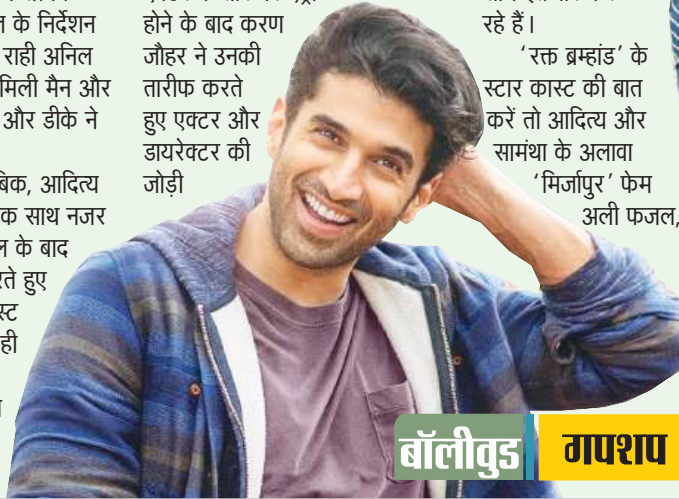 त के निर्देशन
राही अनिल
मिली मैन और
और डीके ने
बिक, आदित्य
क साथ नजर
ल के बाद
रते हुए
स्ट
ही
होने के बाद करण
जौहर ने उनकी
तारीफ करते
हुए एक्टर और
डायरेक्टर की
जोड़ी
रहे हैं।
‘रक्त ब्रम्हांड’ के
स्टार कास्ट की बात
करें तो आदित्य और
सामंथा के अलावा
‘मिर्जापुर’ फेम
अली फजल,
बॉलीवुड गपशप